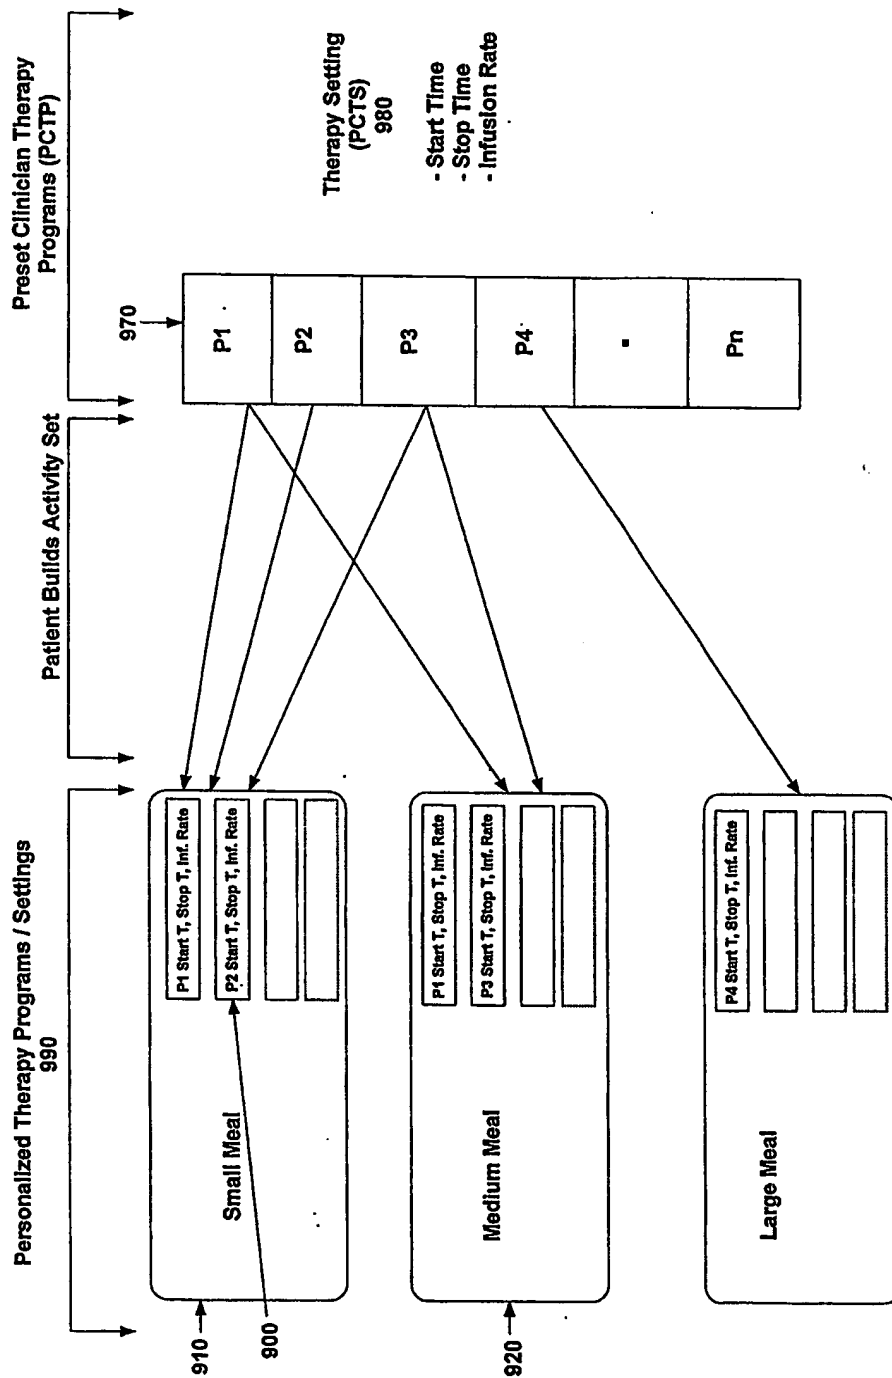 Personalized Therapy Programs / Settings
990
Patient Builds Activity Set
Preset Clinician Therapy
Programs (PCTP)
910
900
Small Meal
P1 Start T, Stop T, Inf. Rate
P2 Start T, Stop T, Inf. Rate
920
Medium Meal
P1 Start T, Stop T, Inf. Rate
P3 Start T, Stop T, Inf. Rate
Large Meal
P4 Start T, Stop T, Inf. Rate
970
P1
P2
P3
P4
Pn
Therapy Setting
(PCTS)
980
- Start Time
- Stop Time
- Infusion Rate